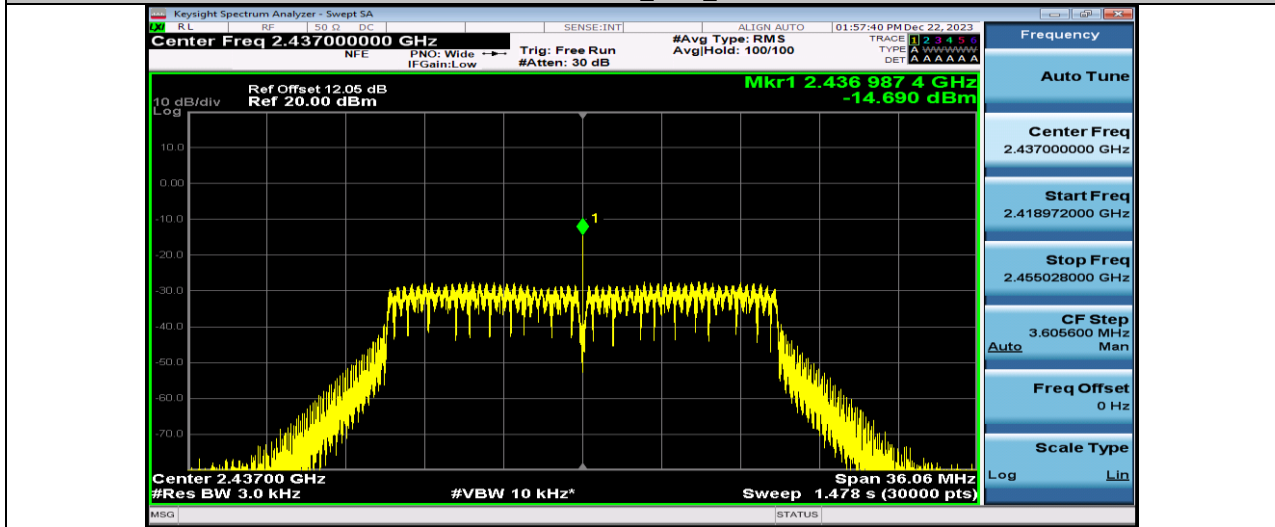 Keysight Spectrum Analyzer - Swept SA
RL RF 50 Ω DC SENSE:INT ALIGN AUTO 01:57:40 PM Dec 22, 2023
Center Freq 2.437000000 GHz
NFE
PNO: Wide
IFGain:Low
Trig: Free Run
#Atten: 30 dB
#Avg Type: RMS
Avg|Hold: 100/100
TRACE 1 2 3 4 5 6
TYPE A WWWWW
DET A A A A A A
Ref Offset 12.05 dB
10 dB/div Ref 20.00 dBm
Log
Mkr1 2.436 987 4 GHz
-14.690 dBm
10.0
0.00
-10.0
-20.0
-30.0
-40.0
-50.0
-60.0
-70.0
1
Center 2.43700 GHz Span 36.06 MHz
#Res BW 3.0 kHz #VBW 10 kHz* Sweep 1.478 s (30000 pts)
MSG STATUS
Frequency
Auto Tune
Center Freq
2.437000000 GHz
Start Freq
2.418972000 GHz
Stop Freq
2.455028000 GHz
CF Step
3.605600 MHz
Auto Man
Freq Offset
0 Hz
Scale Type
Log Lin